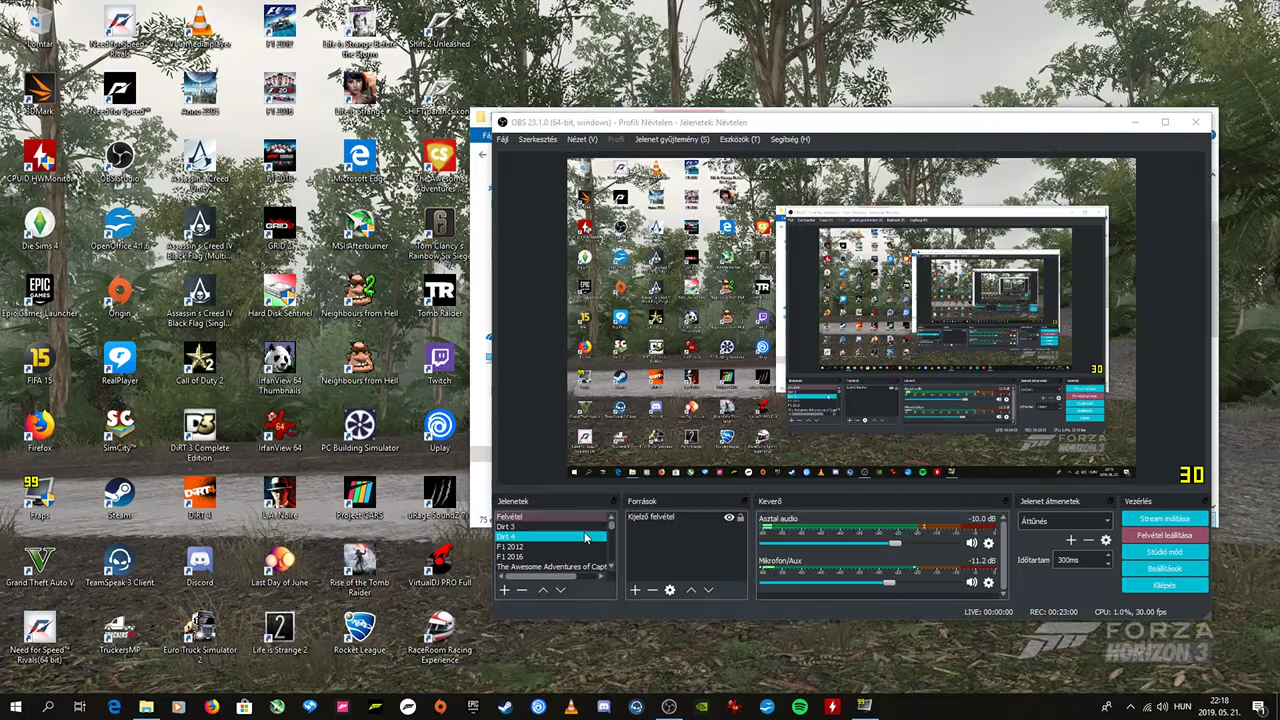 Lomtár
Need for Speed Rivals
VLC media player
F1 2012
Life is Strange Before the Storm
Shift 2 Unleashed
3DMark
Need for Speed™
Anno 2205
F1 2016
Life is Strange
CPUID HWMonitor
OBS Studio
Assassin's Creed Unity
F1 2018
Microsoft Edge
The Awesome Adventures ...
Die Sims 4
OpenOffice 4.1.6
Assassin's Creed IV Black Flag (Multi...
GRID 2
MSI Afterburner
Tom Clancy's Rainbow Six Siege
Epic Games Launcher
Origin
Assassin's Creed IV Black Flag (Singl...
Hard Disk Sentinel
Neighbours from Hell 2
Tomb Raider
FIFA 15
RealPlayer
Call of Duty 2
IrfanView 64 Thumbnails
Neighbours from Hell
Twitch
Firefox
SimCity™
DiRT 3 Complete Edition
IrfanView 64
PC Building Simulator
Uplay
Fraps
Steam
DiRT 4
L.A. Noire
Project CARS
uRage SoundZ 7.1
Grand Theft Auto V
TeamSpeak 3 Client
Discord
Last Day of June
Rise of the Tomb Raider
VirtualDJ PRO Full
Need for Speed™ Rivals(64 bit)
TruckersMP
Euro Truck Simulator 2
Life is Strange 2
Rocket League
RaceRoom Racing Experience
OBS 23.1.0 (64-bit, windows) - Profil: Névtelen - Jelenetek: Névtelen
Fájl Szerkesztés Nézet (V) Profil Jelenet gyűjtemény (S) Eszközök (T) Segítség (H)
30
Jelenetek
Felvétel
Dirt 3
Dirt 4
F1 2012
F1 2016
The Awesome Adventures of Capt
Források
Kijelző felvétel
Keverő
Asztal audio -10.0 dB
Mikrofon/Aux -11.2 dB
Jelenet átmenetek
Áttűnés
Időtartam 300ms
Vezérlés
Stream indítása
Felvétel leállítása
Stúdió mód
Beállítások
Kilépés
LIVE: 00:00:00 REC: 00:23:00 CPU: 1.0%, 30.00 fps
FORZA
HORIZON 3
HUN
22:18
2019. 05. 21.